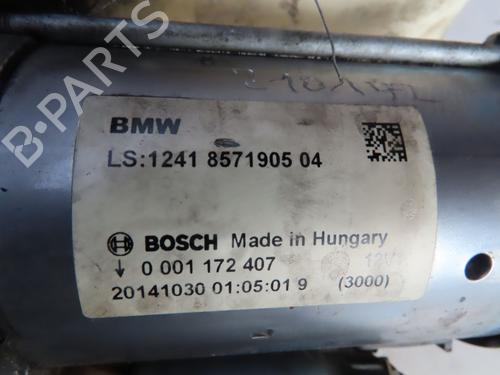 BMW
LS:1241 8571905 04
BOSCH Made in Hungary
0 001 172 407 12V
20141030 01:05:01 9 (3000)